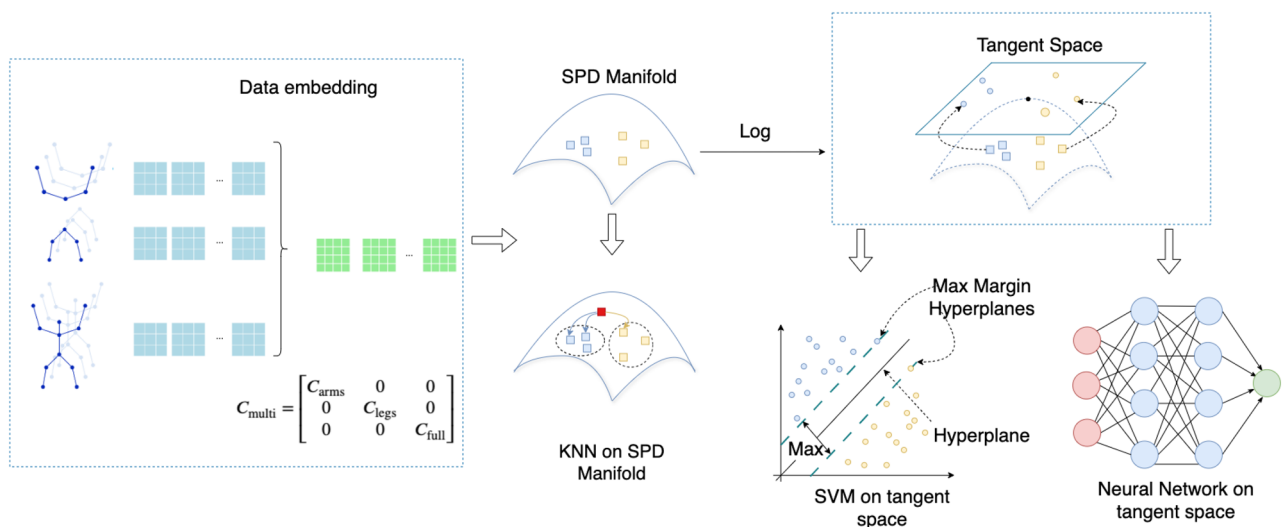 Data embedding
...
...
...
...
C_multi = [C_arms 0 0
0 C_legs 0
0 0 C_full]
SPD Manifold
KNN on SPD
Manifold
Log
Tangent Space
Max Margin
Hyperplanes
Hyperplane
Max
SVM on tangent
space
Neural Network on
tangent space